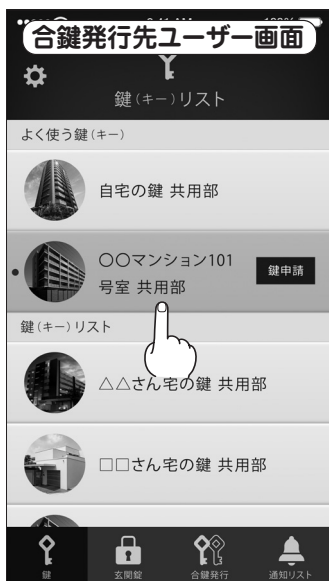 合鍵発行先ユーザー画面
鍵(キー)リスト
よく使う鍵(キー)
自宅の鍵 共用部
〇〇マンション101
号室 共用部
鍵申請
鍵(キー)リスト
△△さん宅の鍵 共用部
□□さん宅の鍵 共用部
鍵
玄関錠
合鍵発行
通知リスト